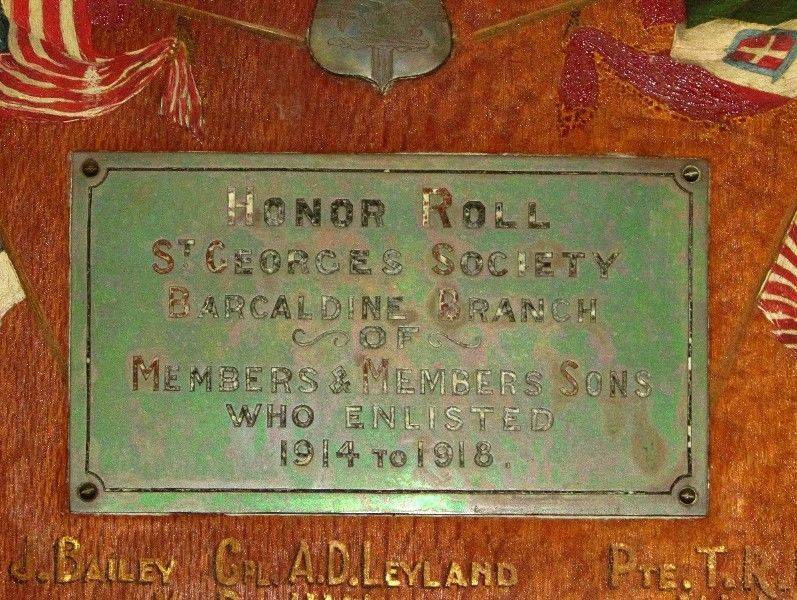 HONOR ROLL
ST GEORGES SOCIETY
BARCALDINE BRANCH
OF
MEMBERS & MEMBERS SONS
WHO ENLISTED
1914 TO 1918.
J. BAILEY CPL. A.D. LEYLAND PTE. T. R.